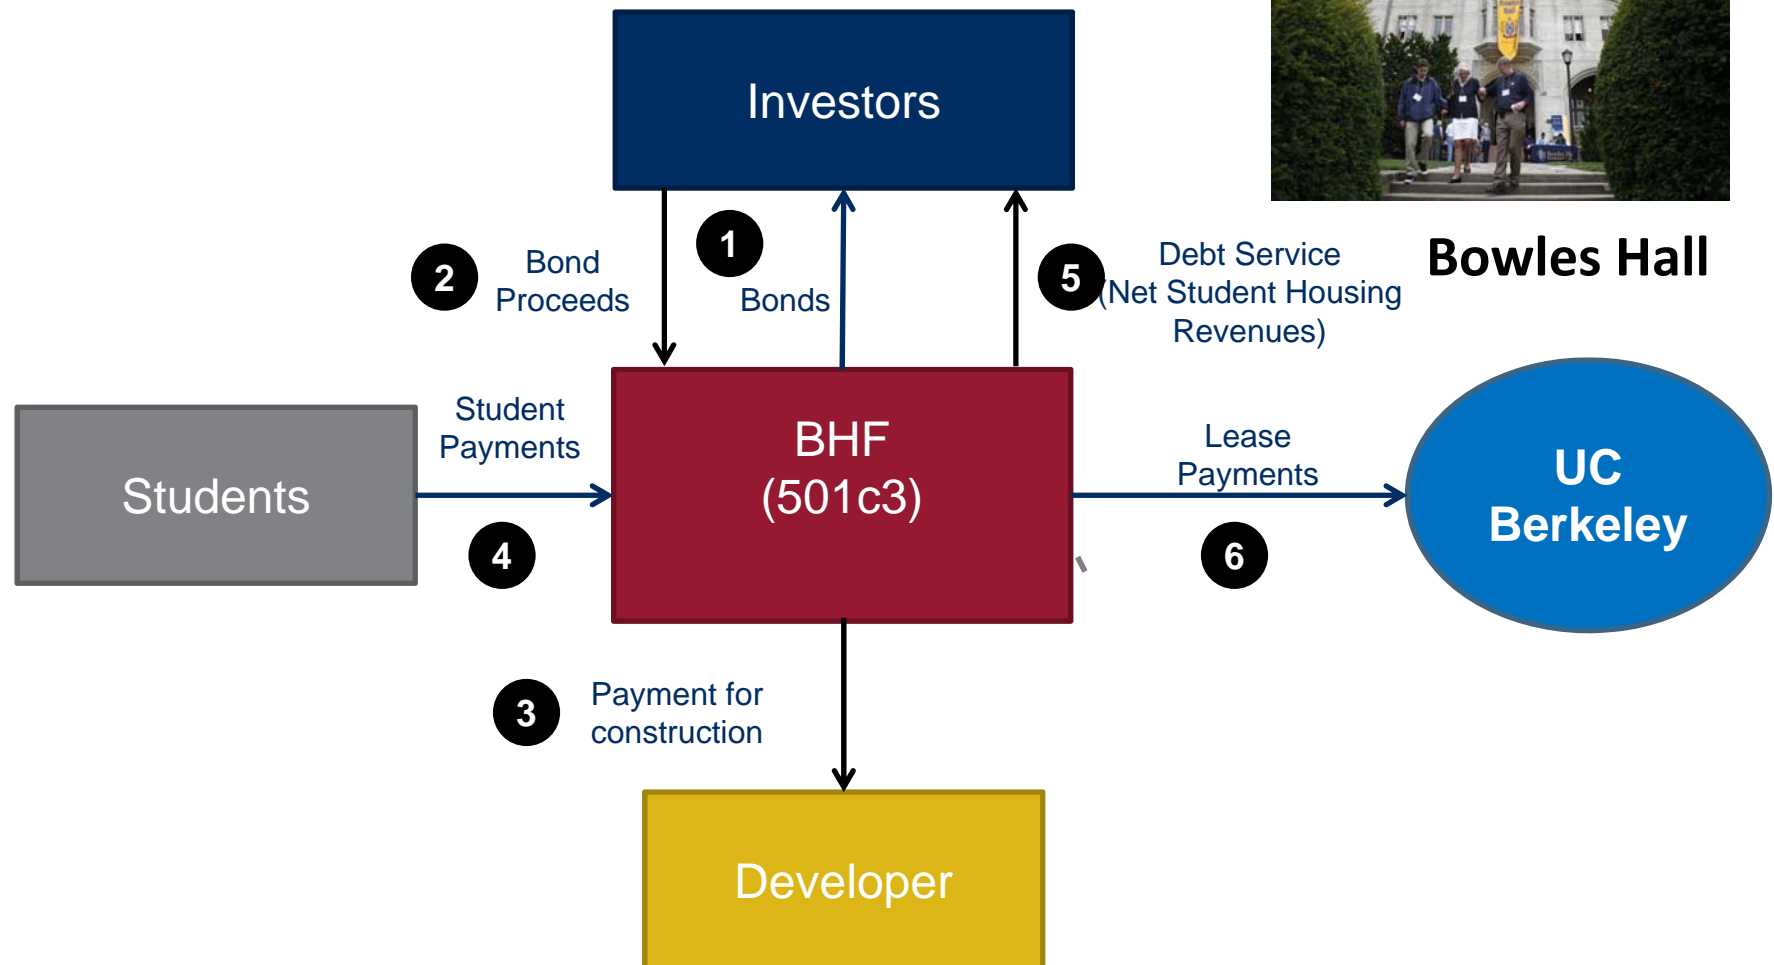 Investors
1
2
Bond
Proceeds
Bonds
5
Debt Service
(Net Student Housing
Revenues)
Bowles Hall
Students
Student
Payments
4
BHF
(501c3)
Lease
Payments
6
UC
Berkeley
3
Payment for
construction
Developer